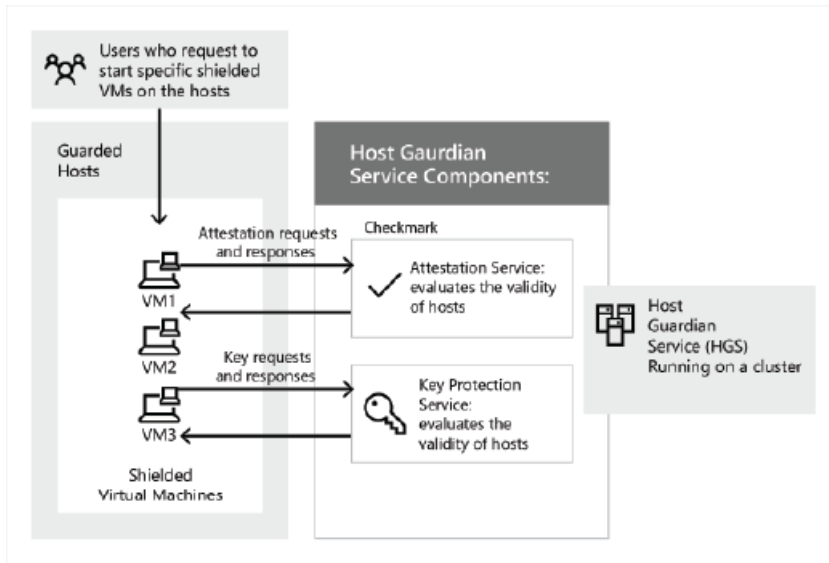 Users who request to
start specific shielded
VMs on the hosts
Guarded
Hosts
Host Gaurdian
Service Components:
Attestation requests
and responses
Checkmark
Attestation Service:
evaluates the validity
of hosts
VM1
VM2
Key requests
and responses
Key Protection
Service:
evaluates the
validity of hosts
VM3
Shielded
Virtual Machines
Host
Guardian
Service (HGS)
Running on a cluster